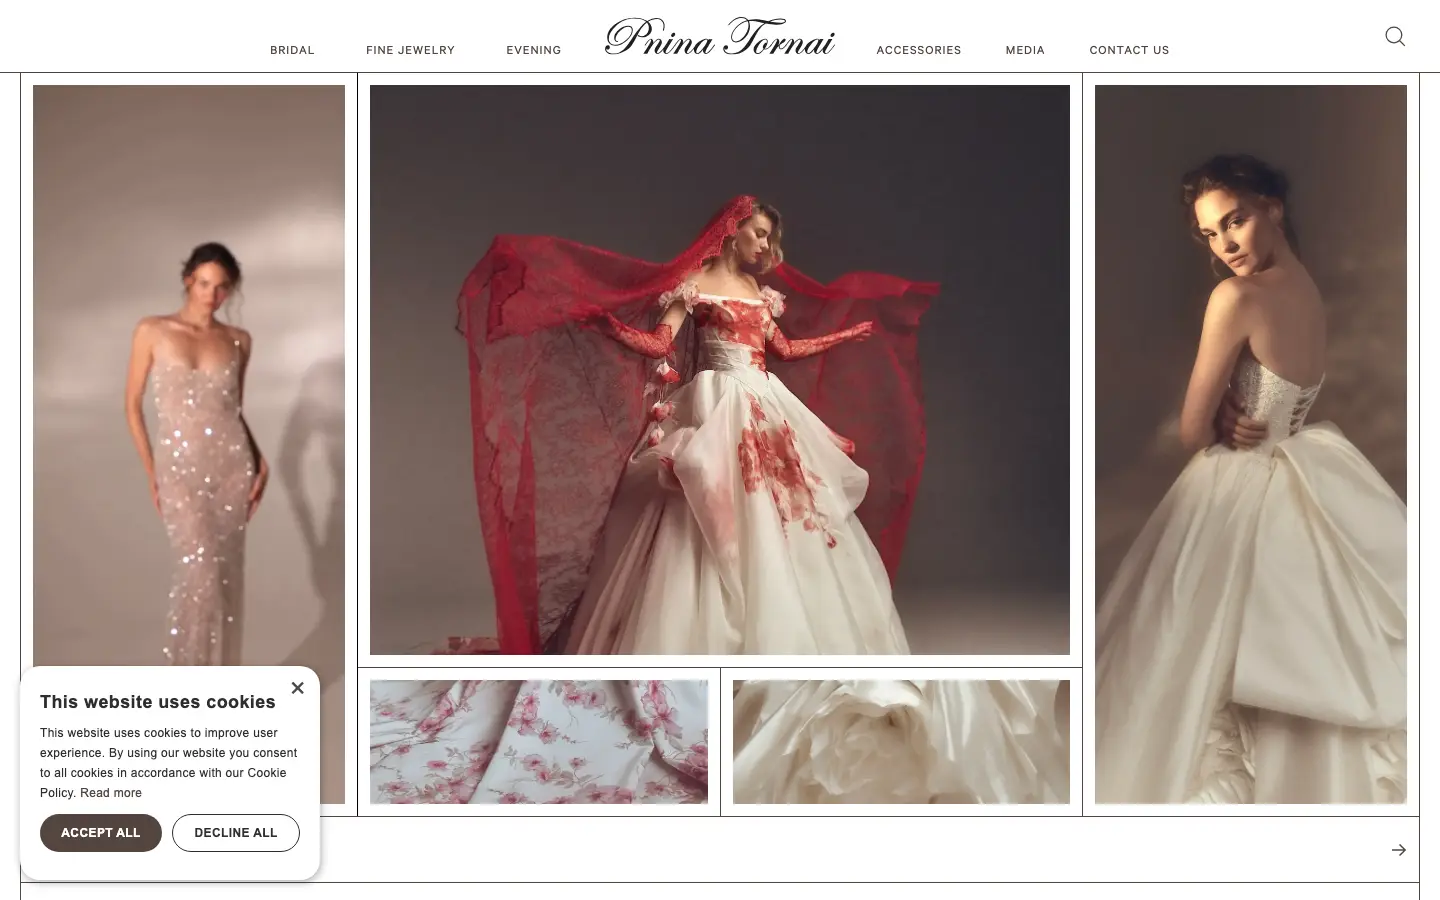 BRIDAL
FINE JEWELRY
EVENING
Pnina Tornai
ACCESSORIES
MEDIA
CONTACT US
This website uses cookies
This website uses cookies to improve user
experience. By using our website you consent
to all cookies in accordance with our Cookie
Policy. Read more
ACCEPT ALL
DECLINE ALL